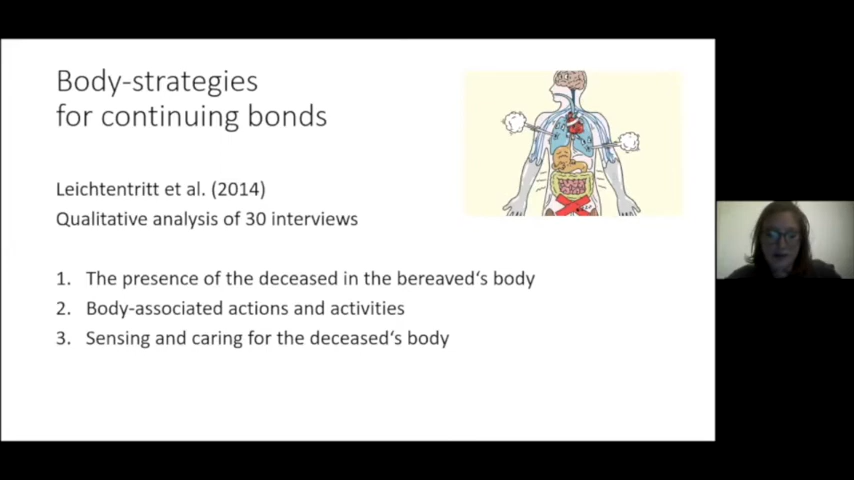 Body-strategies
for continuing bonds
Leichtentritt et al. (2014)
Qualitative analysis of 30 interviews
1. The presence of the deceased in the bereaved‘s body
2. Body-associated actions and activities
3. Sensing and caring for the deceased‘s body